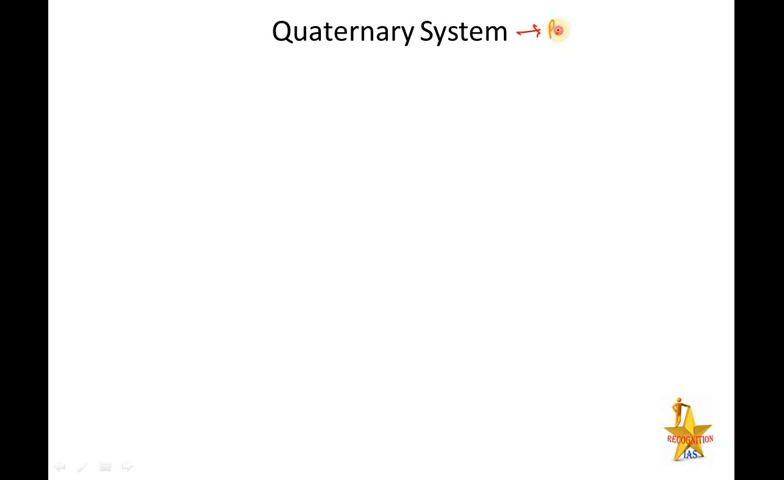 Quaternary System →
RECOGNITION
IAS